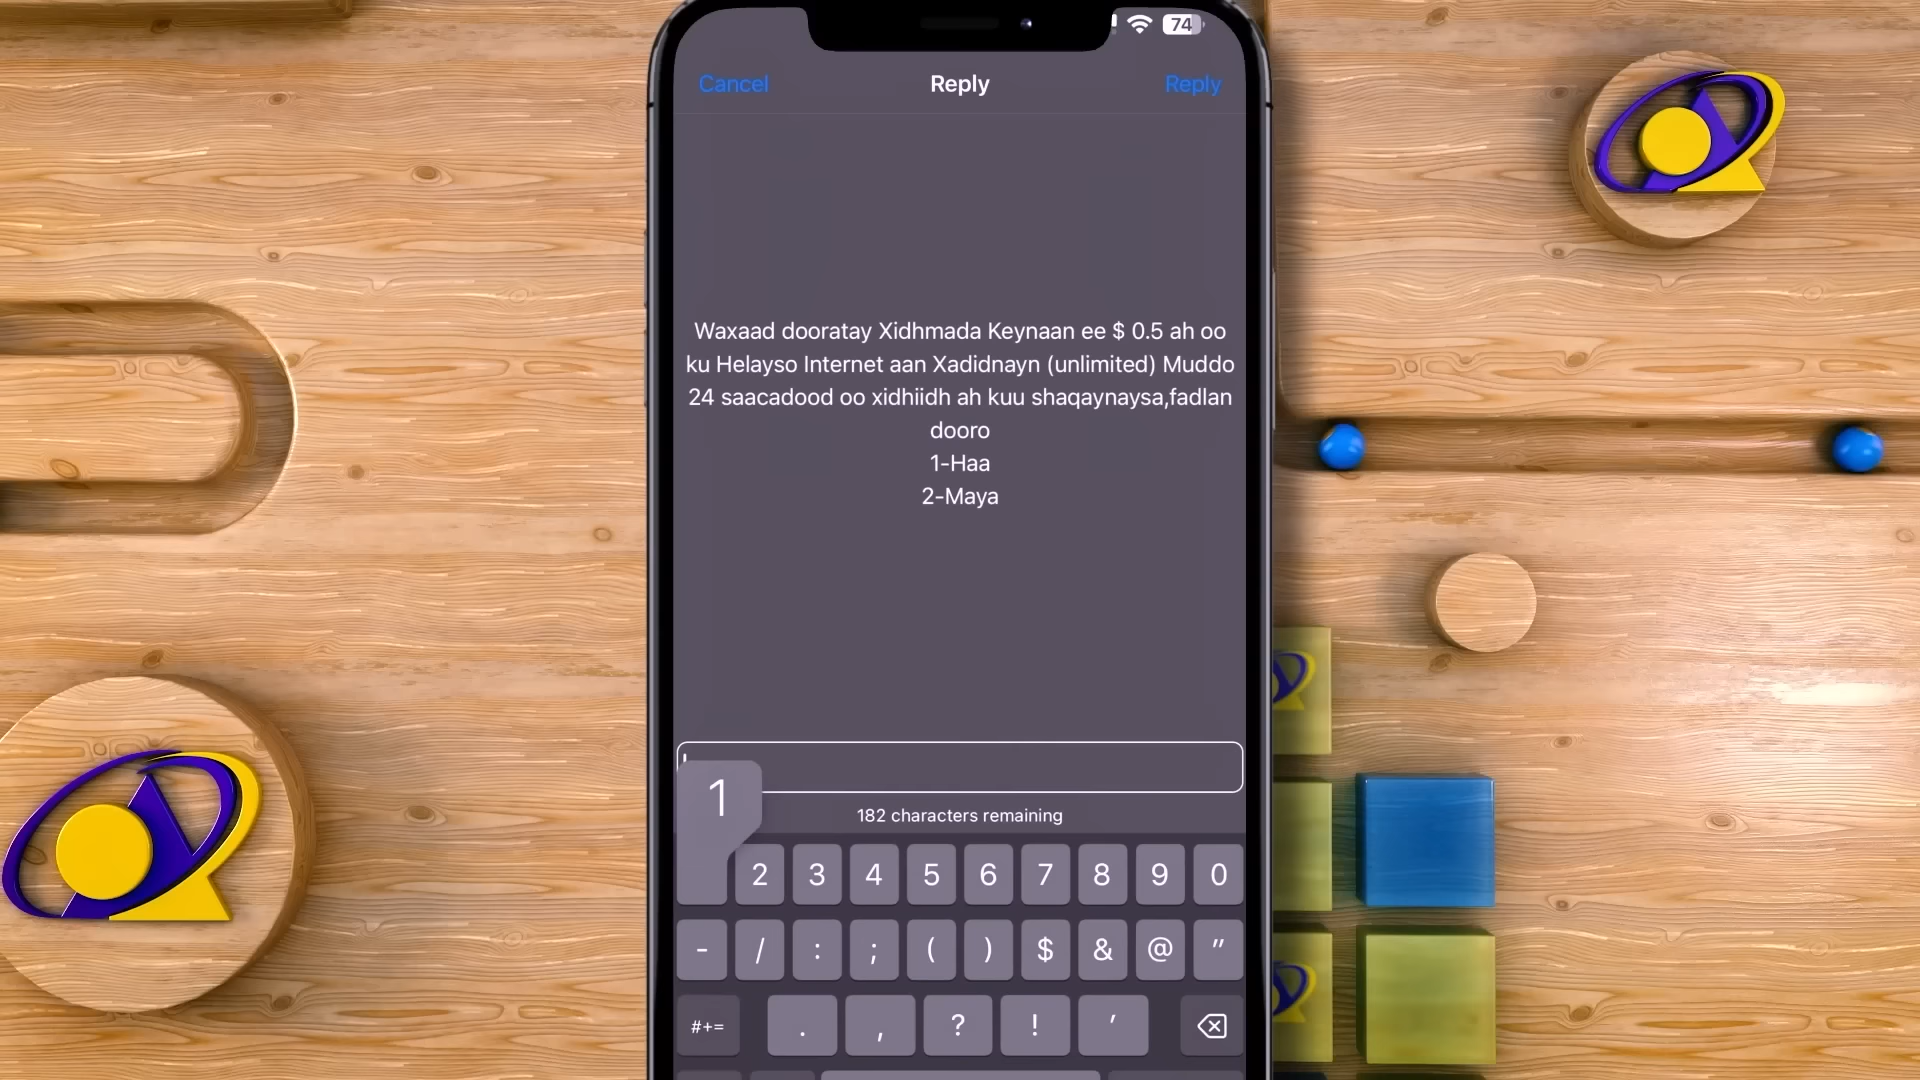 74
Cancel Reply Reply
Waxaad dooratay Xidhmada Keynaan ee $ 0.5 ah oo
ku Helayso Internet aan Xadidnayn (unlimited) Muddo
24 saacadood oo xidhiidh ah kuu shaqaynaysa,fadlan
dooro
1-Haa
2-Maya
182 characters remaining
1
2 3 4 5 6 7 8 9 0
- / : ; ( ) $ & @ "
#+= . , ? ! '